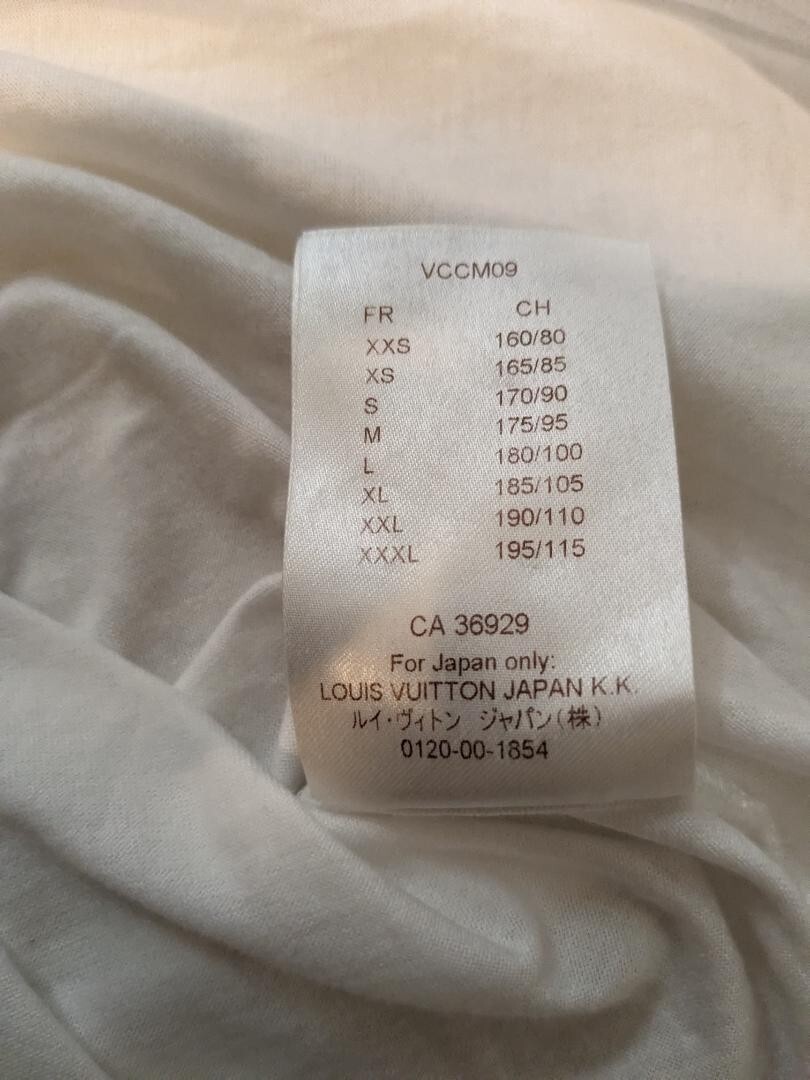 VCCM09
FR CH
XXS 160/80
XS 165/85
S 170/90
M 175/95
L 180/100
XL 185/105
XXL 190/110
XXXL 195/115
CA 36929
For Japan only:
LOUIS VUITTON JAPAN K.K.
ルイ・ヴィトン ジャパン(株)
0120-00-1854